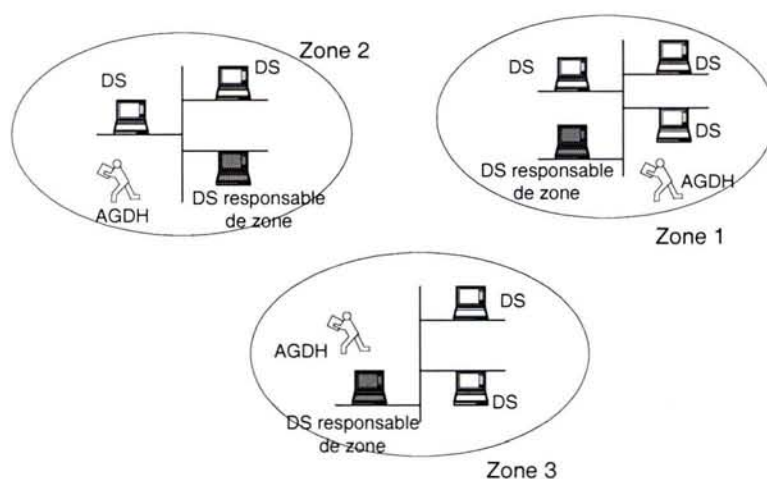 Zone 2
DS
DS
AGDH
DS responsable
de zone
DS
DS
DS
DS responsable
de zone
AGDH
Zone 1
DS
AGDH
DS
DS responsable
de zone
Zone 3